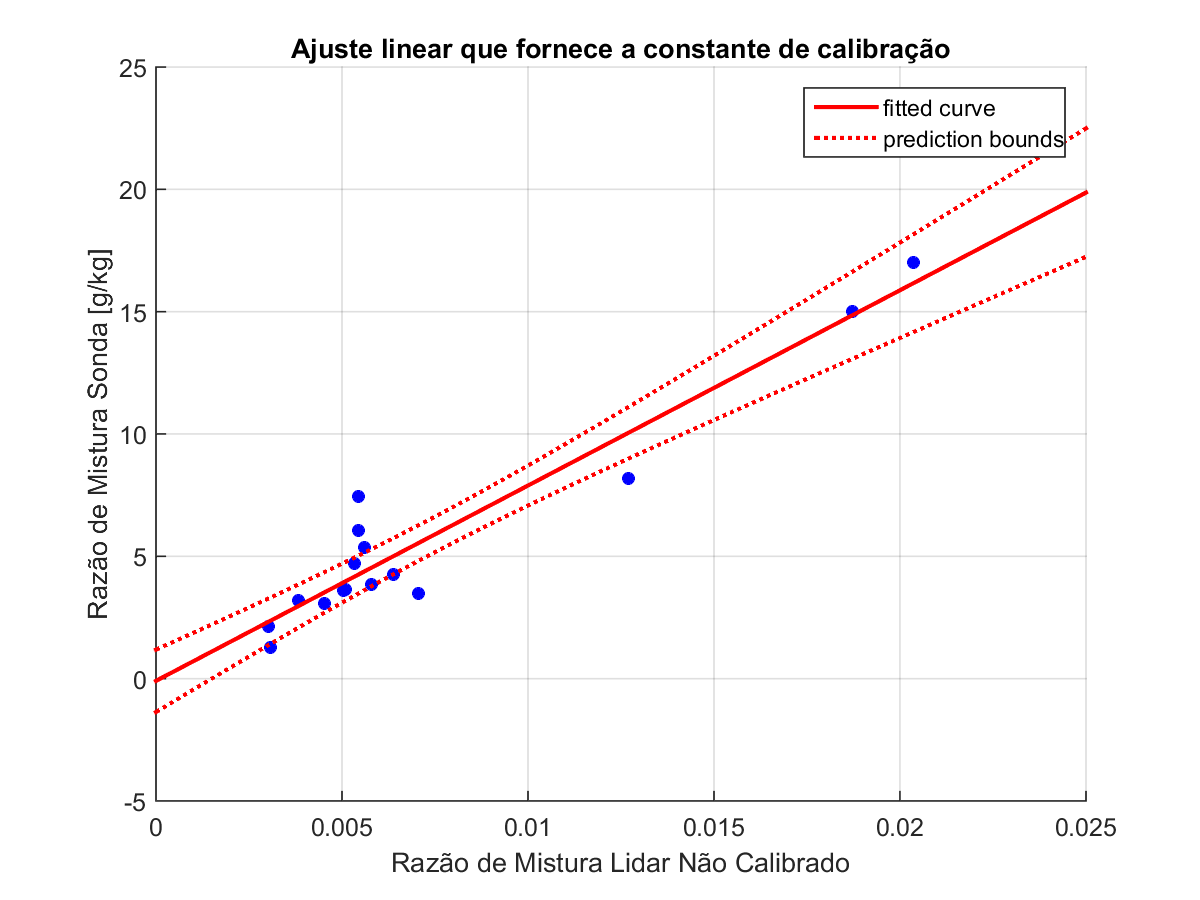 Ajuste linear que fornece a constante de calibração
fitted curve
prediction bounds
25
20
15
10
5
0
-5
Razão de Mistura Sonda [g/kg]
0
0.005
0.01
0.015
0.02
0.025
Razão de Mistura Lidar Não Calibrado